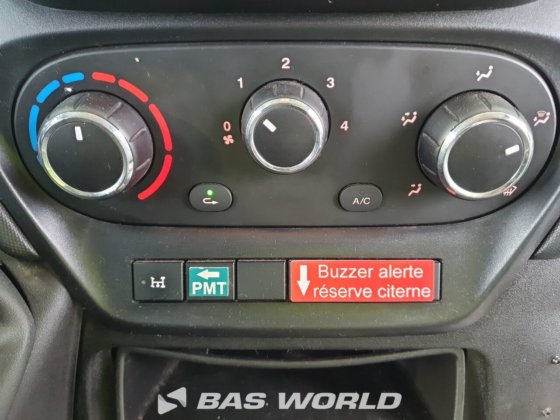 2
1
3
0
4
A/C
PMT
Buzzer alerte
réserve citerne
BAS WORLD